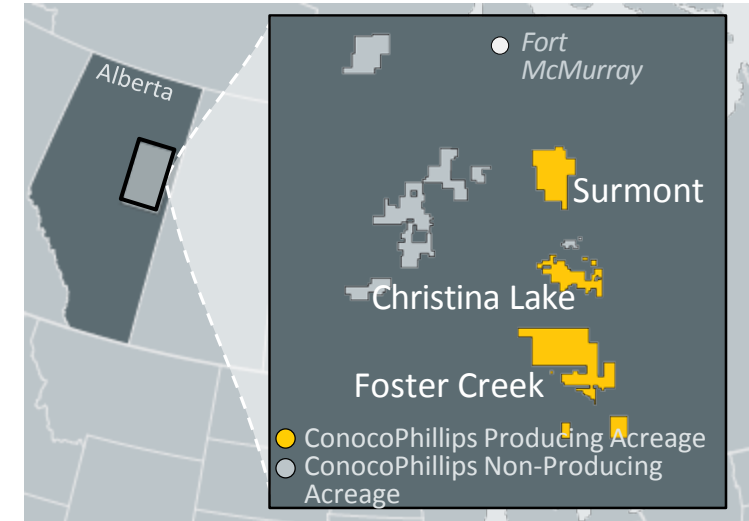 Alberta
Fort
McMurray
Surmont
Christina Lake
Foster Creek
ConocoPhillips Producing Acreage
ConocoPhillips Non-Producing
Acreage